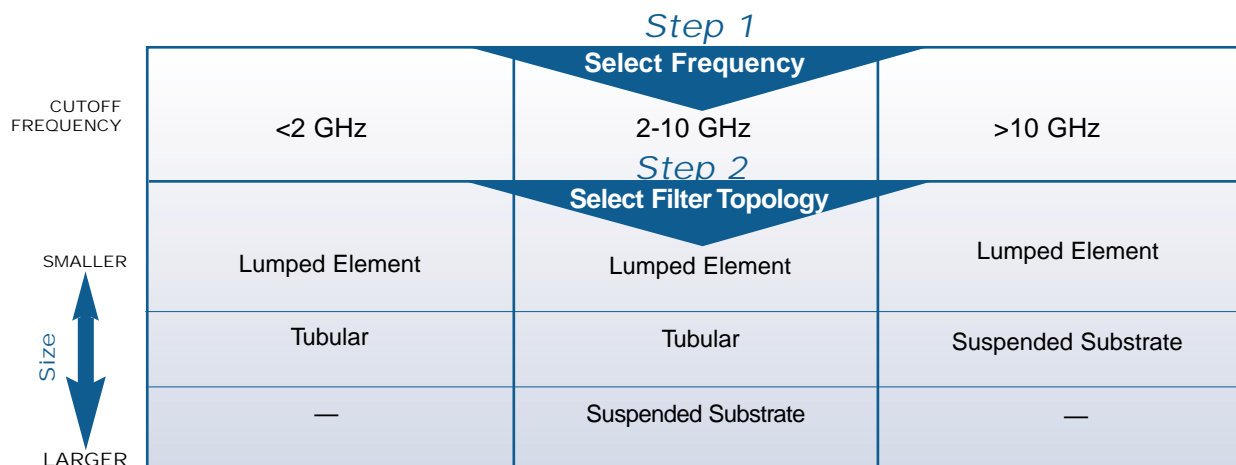 Step 1
Select Frequency
CUTOFF
FREQUENCY
<2 GHz
2-10 GHz
>10 GHz
Step 2
Select Filter Topology
SMALLER
Lumped Element
Lumped Element
Lumped Element
Size
Tubular
Tubular
Suspended Substrate
—
Suspended Substrate
—
LARGER